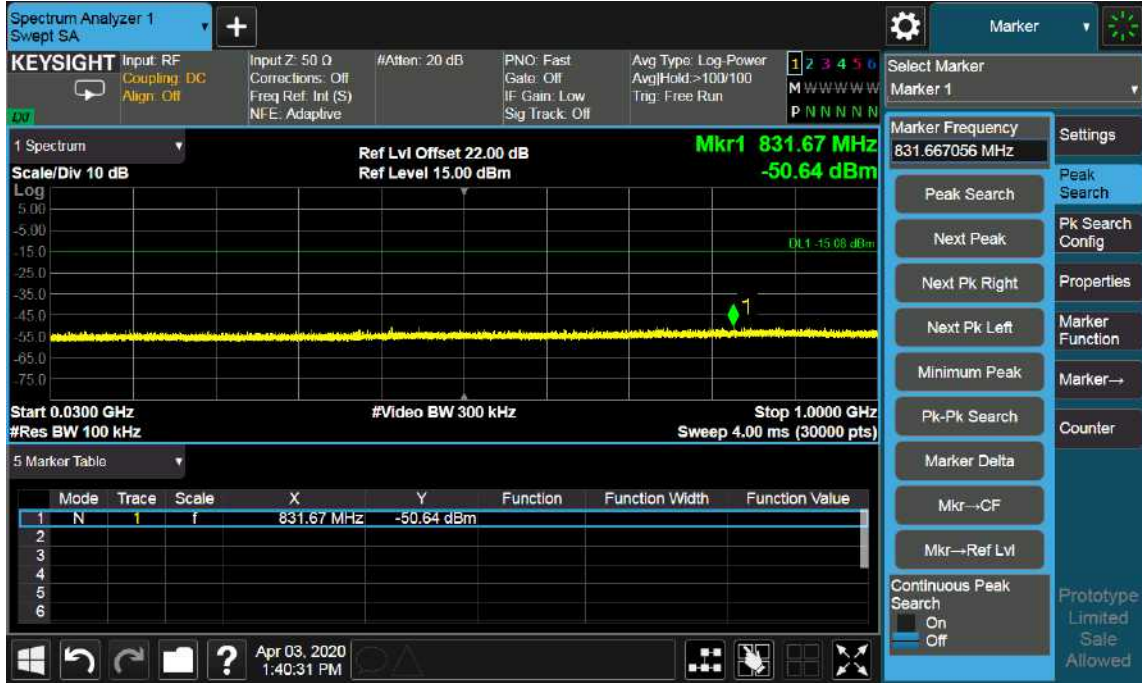 Spectrum Analyzer 1
Swept SA
+
Marker
KEYSIGHT
Input: RF
Coupling: DC
Align: Off
Input Z: 50 Ω
Corrections: Off
Freq Ref: Int (S)
NFE: Adaptive
#Atten: 20 dB
PNO: Fast
Gate: Off
IF Gain: Low
Sig Track: Off
Avg Type: Log-Power
Avg|Hold:>100/100
Trig: Free Run
1 2 3 4 5 6
M W W W W W
P N N N N N
Select Marker
Marker 1
1 Spectrum
Scale/Div 10 dB
Ref Lvl Offset 22.00 dB
Ref Level 15.00 dBm
Mkr1 831.67 MHz
-50.64 dBm
Log
5.00
-5.00
-15.0
-25.0
-35.0
-45.0
-55.0
-65.0
-75.0
DL1 -15.08 dBm
1
Start 0.0300 GHz
#Res BW 100 kHz
#Video BW 300 kHz
Stop 1.0000 GHz
Sweep 4.00 ms (30000 pts)
5 Marker Table
Mode Trace Scale X Y Function Function Width Function Value
1 N 1 f 831.67 MHz -50.64 dBm
2
3
4
5
6
Marker Frequency
831.667056 MHz
Peak Search
Next Peak
Next Pk Right
Next Pk Left
Minimum Peak
Pk-Pk Search
Marker Delta
Mkr→CF
Mkr→Ref Lvl
Continuous Peak
Search
On
Off
Settings
Peak
Search
Pk Search
Config
Properties
Marker
Function
Marker→
Counter
Prototype
Limited
Sale
Allowed
?
Apr 03, 2020
1:40:31 PM